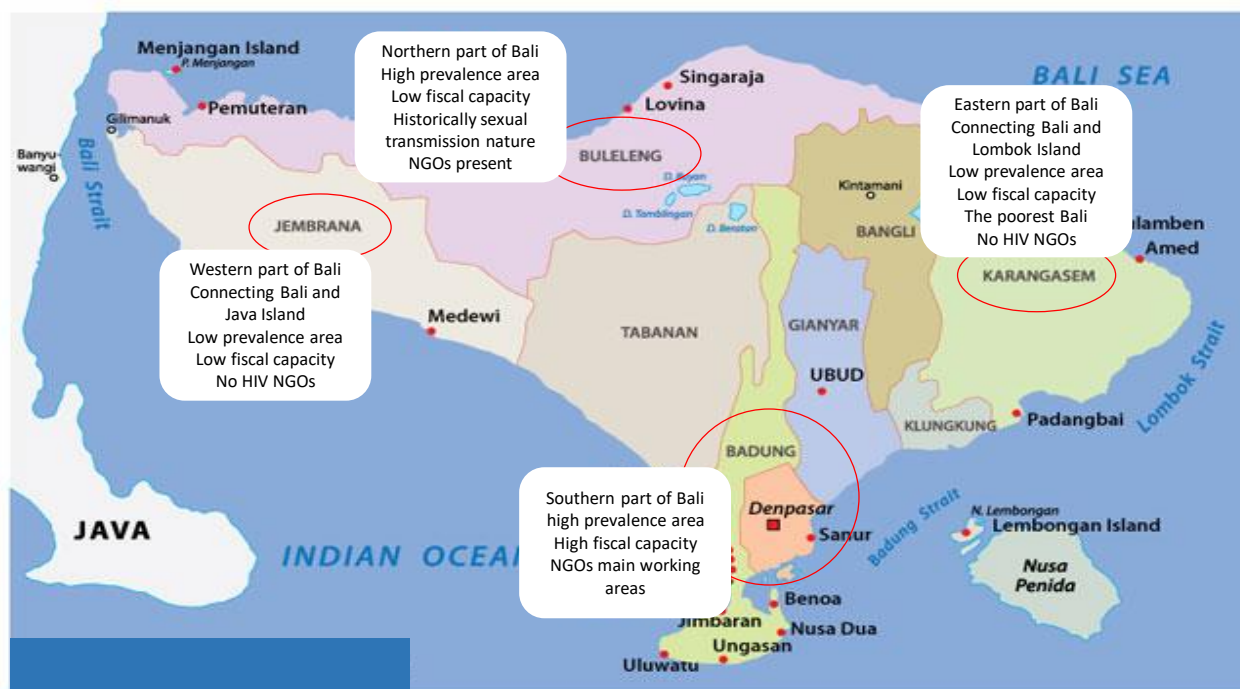 Menjangan Island
P. Menjangan
Pemuteran
Gilimanuk
Banyu-
wangi
Bali Strait
Northern part of Bali
High prevalence area
Low fiscal capacity
Historically sexual
transmission nature
NGOs present
Singaraja
Lovina
BALI SEA
BULELENG
D. Buyan
D. Tamblingan
D. Beratan
Kintamani
BANGLI
Eastern part of Bali
Connecting Bali and
Lombok Island
Low prevalence area
Low fiscal capacity
The poorest Bali
No HIV NGOs
ulamben
Amed
KARANGASEM
JEMBRANA
Western part of Bali
Connecting Bali and
Java Island
Low prevalence area
Low fiscal capacity
No HIV NGOs
Medewi
TABANAN
GIANYAR
UBUD
KLUNGKUNG
Padangbai
Lombok Strait
BADUNG
Southern part of Bali
high prevalence area
High fiscal capacity
NGOs main working
areas
Denpasar
Sanur
Badung Strait
N. Lembongan
Lembongan Island
Nusa
Penida
JAVA
INDIAN OCEAN
Benoa
Jimbaran
Nusa Dua
Ungasan
Uluwatu